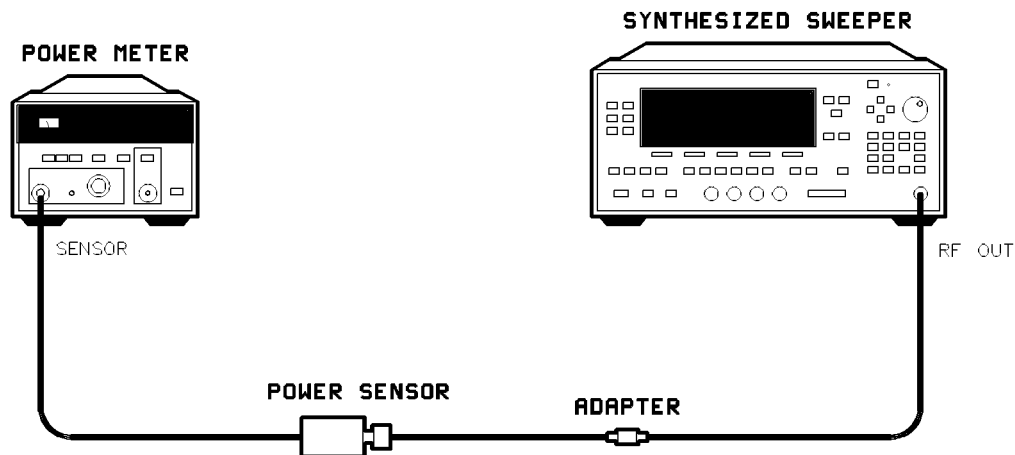 SYNTHESIZED SWEEPER
POWER METER
SENSOR
RF OUT
POWER SENSOR
ADAPTER